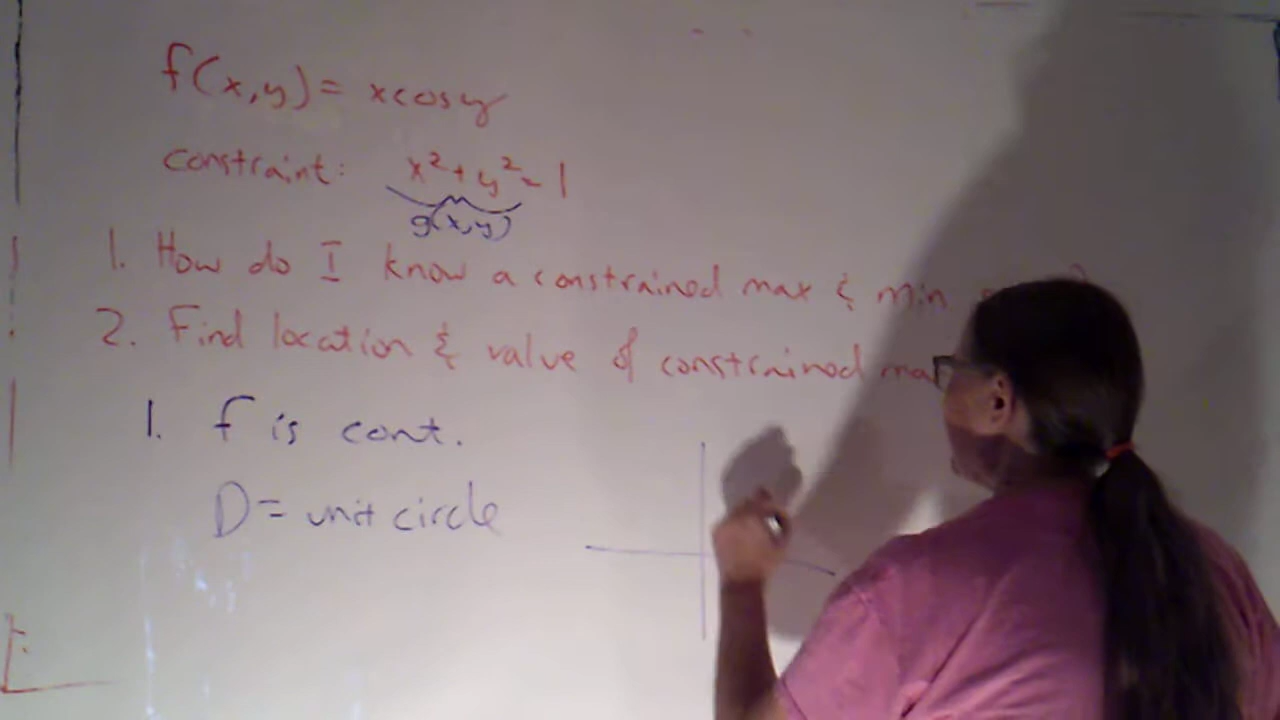 f(x,y) = xcosy
constraint: x²+y²=1
g(x,y)
1. How do I know a constrained max & min
2. Find location & value of constrained
1. f is cont.
D = unit circle